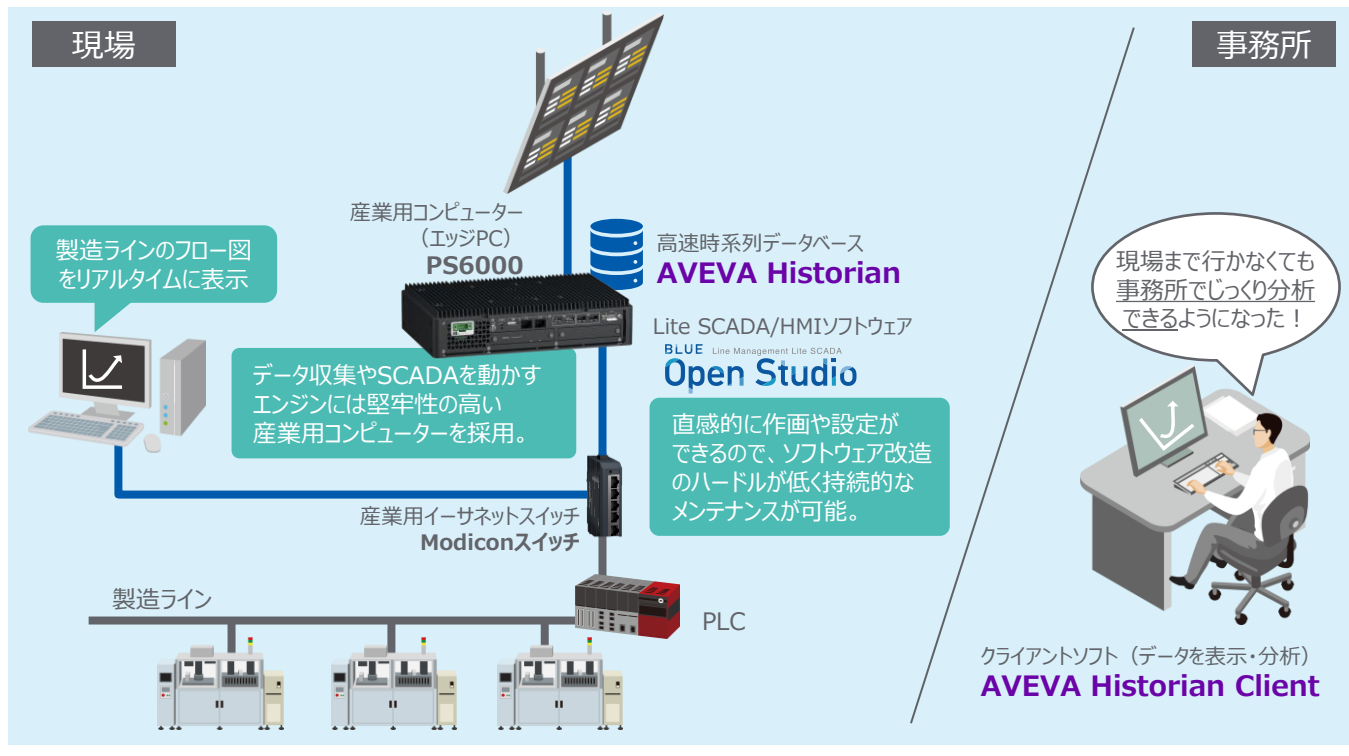 現場
事務所
産業用コンピューター
（エッジPC）
PS6000
高速時系列データベース
AVEVA Historian
製造ラインのフロー図
をリアルタイムに表示
Lite SCADA/HMIソフトウェア
BLUE Line Management Lite SCADA
Open Studio
データ収集やSCADAを動かす
エンジンには堅牢性の高い
産業用コンピューターを採用。
直感的に作画や設定が
できるので、ソフトウェア改造
のハードルが低く持続的な
メンテナンスが可能。
産業用イーサネットスイッチ
Modiconスイッチ
製造ライン
PLC
現場まで行かなくても
事務所でじっくり分析
できるようになった！
クライアントソフト（データを表示・分析）
AVEVA Historian Client